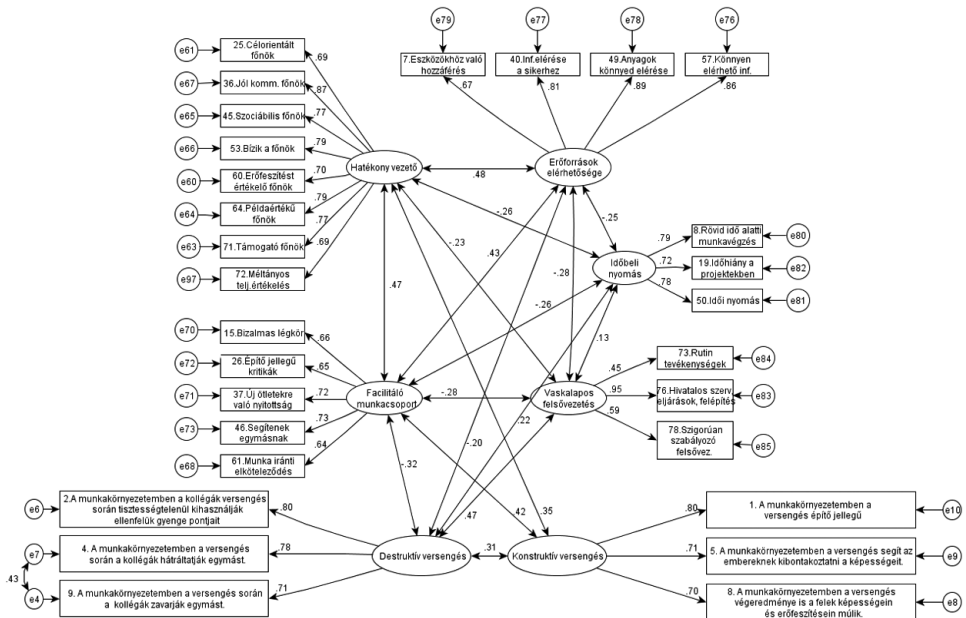 e79
e77
e78
e76
7.Eszközökhöz való
hozzáférés
40.Inf.elérése
a sikerhez
49.Anyagok
könnyed elérése
57.Könnyen
elérhető inf.
.67
.81
.89
.86
e61
25.Célorientált
főnök
.69
e67
36.Jól komm. főnök
.87
e65
45.Szociábilis főnök
.77
e66
53.Bízik a főnök
.79
e60
60.Erőfeszítést
értékelő főnök
.70
e64
64.Példaértékű
főnök
.79
e63
71.Támogató főnök
.77
e97
72.Méltányos
telj.értékelés
.69
Hatékony vezető
Erőforrások
elérhetősége
.48
-.26
-.25
-.23
.43
-.28
.47
-.26
.13
Időbeli
nyomás
.79
8.Rövid idő alatti
munkavégzés
e80
.72
19.Időhiány a
projektekben
e82
.78
50.Idői nyomás
e81
e70
15.Bizalmas légkör
.66
e72
26.Építő jellegű
kritikák
.65
e71
37.Új ötletekre
való nyitottság
.72
e73
46.Segítenek
egymásnak
.73
e68
61.Munka iránti
elköteleződés
.64
Facilitáló
munkacsoport
-.28
Vaskalapos
felsővezetés
.45
73.Rutin
tevékenységek
e84
.95
76.Hivatalos szerv.
eljárások, felépítés
e83
.59
78.Szigorúan
szabályozó
felsővez.
e85
.22
-.20
-.32
.47
.42
.35
e6
2.A munkakörnyezetemben a kollégák versengés
során tisztességtelenül kihasználják
ellenfelük gyenge pontjait
.80
e7
4. A munkakörnyezetemben a versengés
során a kollégák hátráltatják egymást.
.78
.43
e4
9. A munkakörnyezetemben a versengés során
a kollégák zavarják egymást.
.71
Destruktív versengés
.31
Konstruktív versengés
.80
1. A munkakörnyezetemben a
versengés építő jellegű
e10
.71
5. A munkakörnyezetemben a versengés segít az
embereknek kibontakoztatni a képességeit.
e9
.70
8. A munkakörnyezetemben a versengés
végeredménye is a felek képességein
és erőfeszítésein múlik.
e8